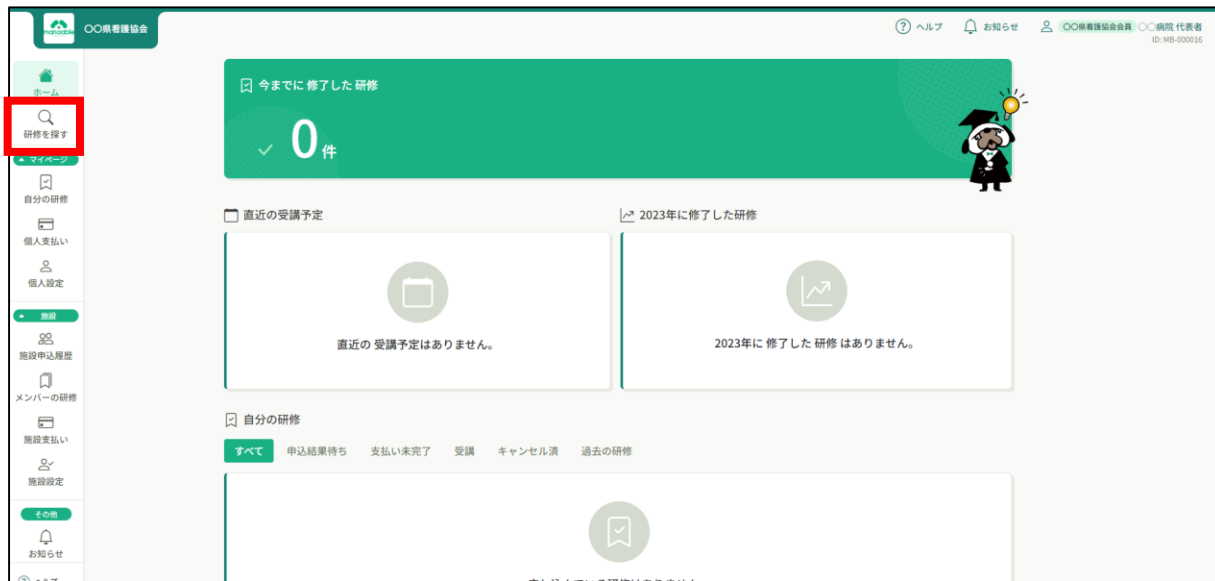 manaable
〇〇県看護協会
ヘルプ
お知らせ
〇〇県看護協会会員 〇〇病院 代表者
ID: MB-000016
ホーム
研修を探す
マイページ
自分の研修
個人支払い
個人設定
施設
施設申込履歴
メンバーの研修
施設支払い
施設設定
その他
お知らせ
ヘルプ
今までに 修了した 研修
0 件
直近の受講予定
直近の 受講予定はありません。
2023年に修了した研修
2023年に 修了した 研修 はありません。
自分の研修
すべて 申込結果待ち 支払い未完了 受講 キャンセル済 過去の研修